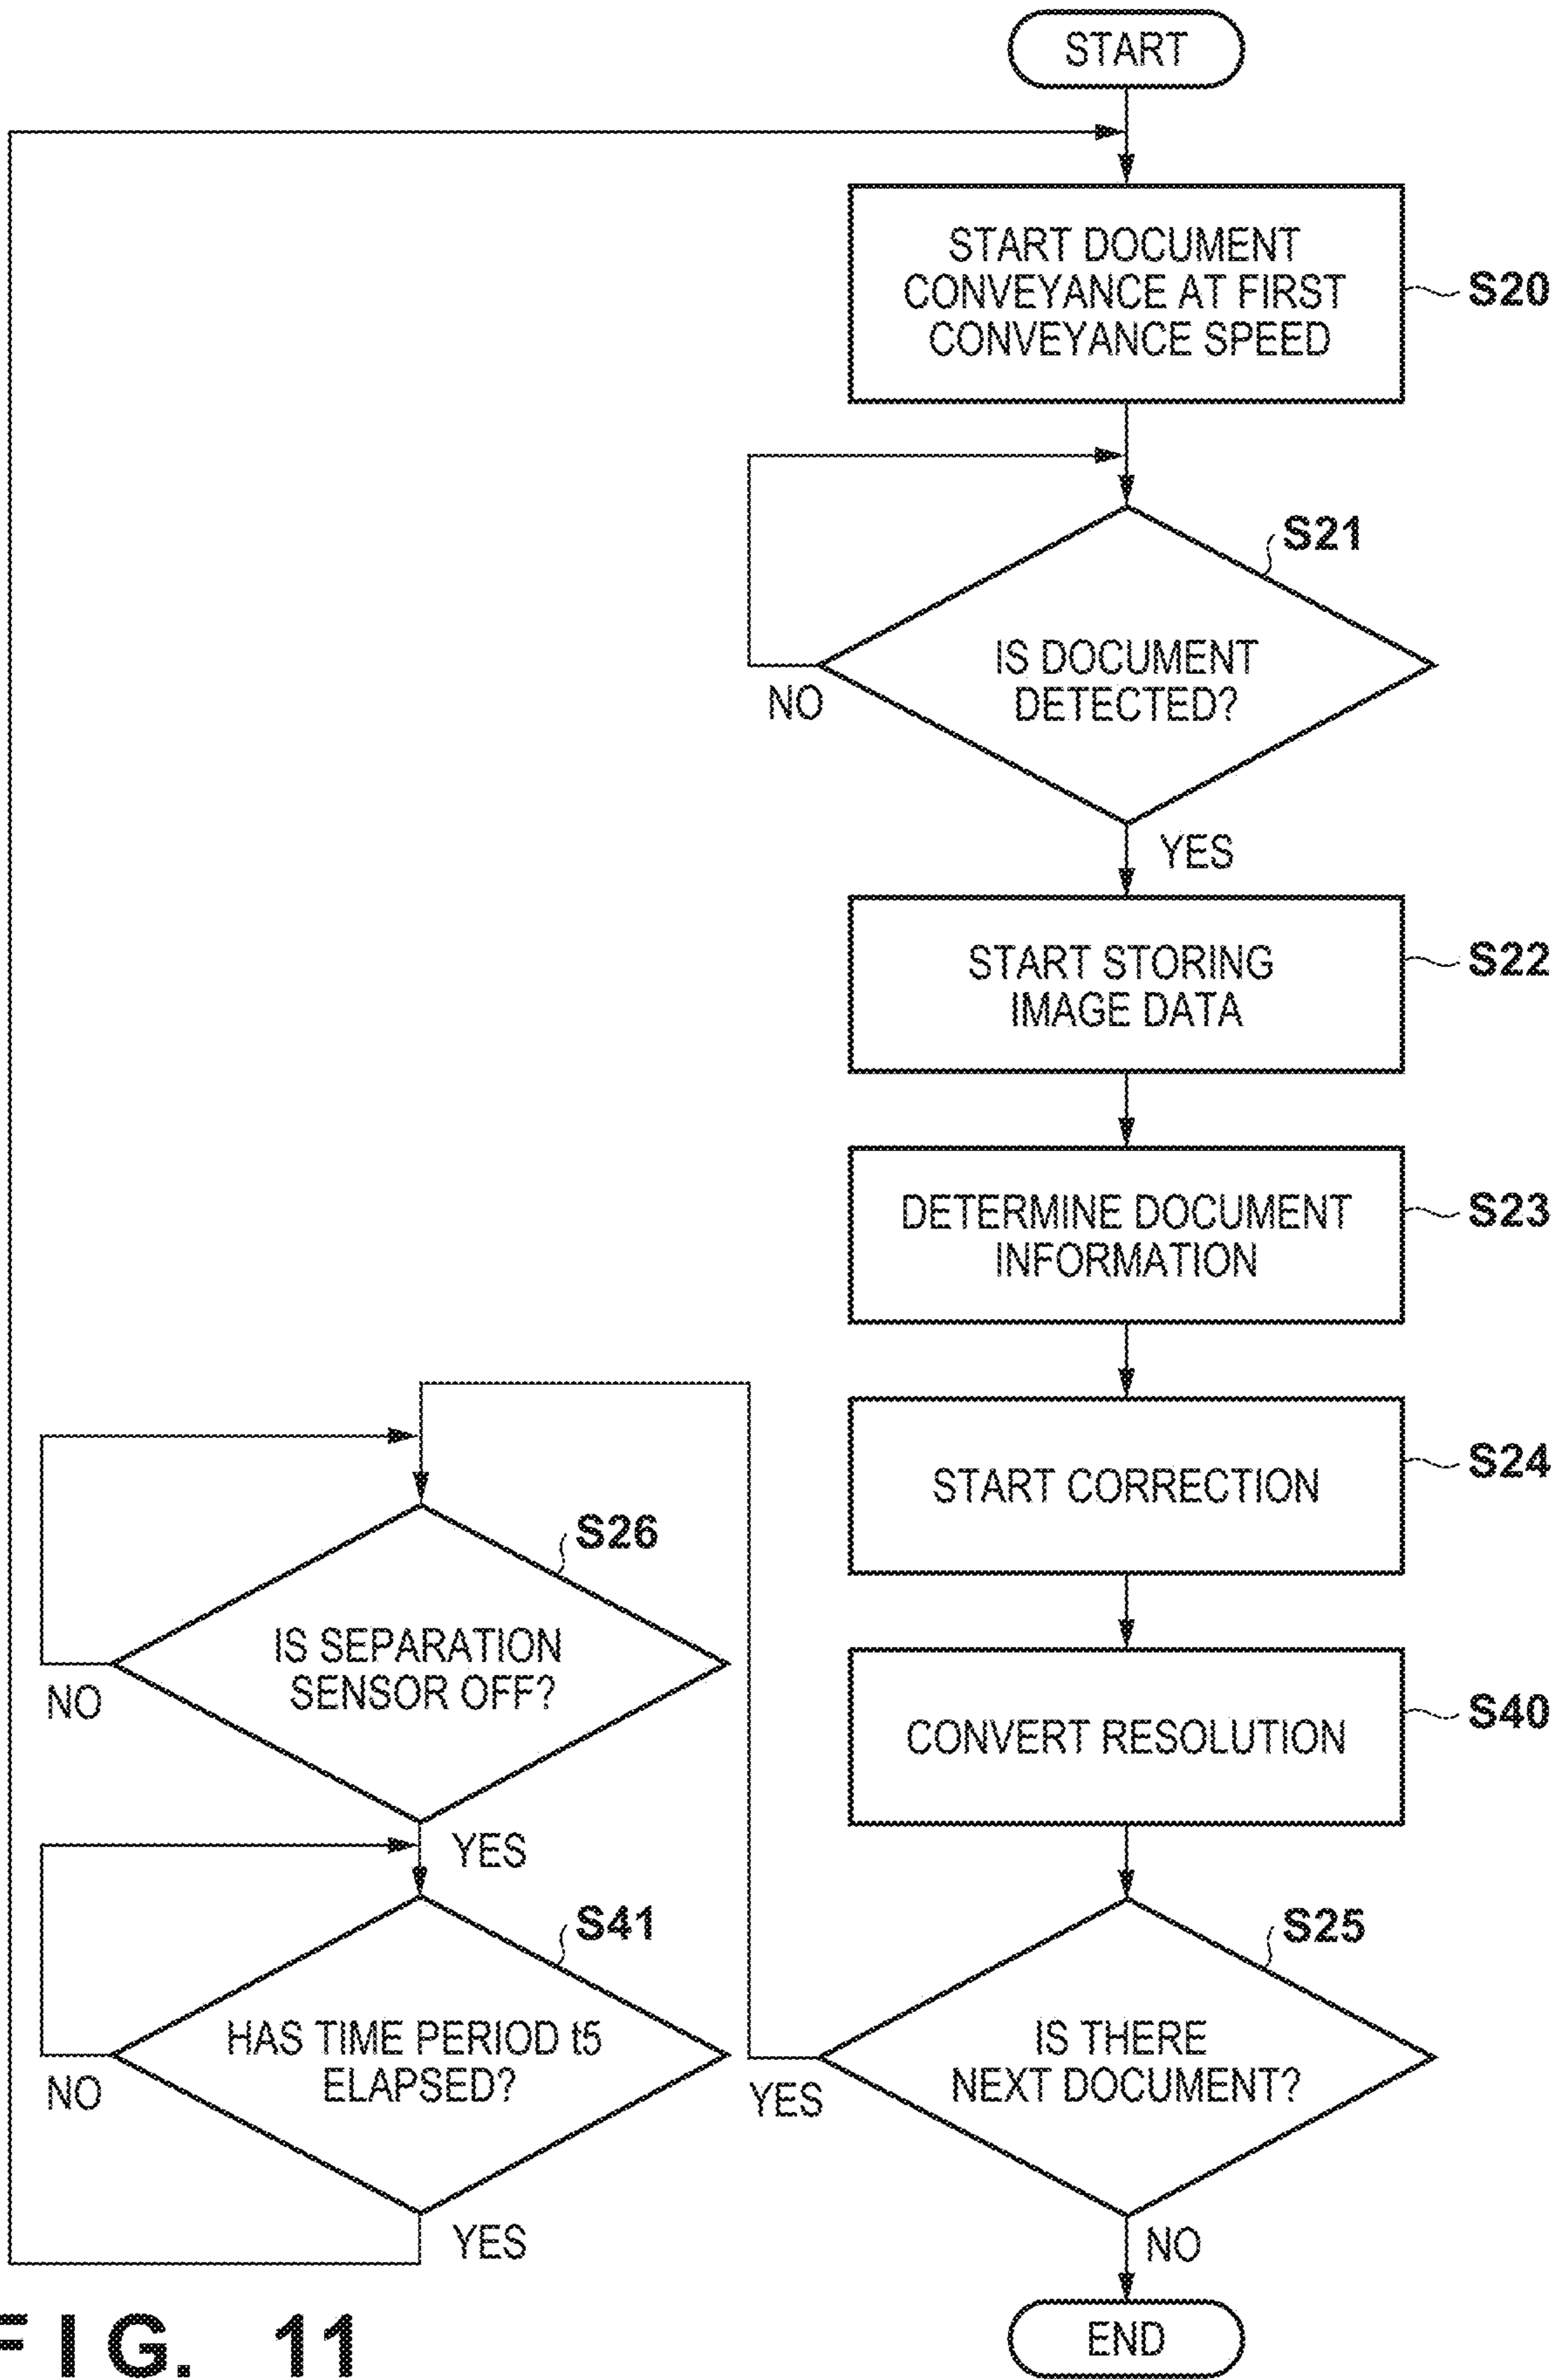 START
START DOCUMENT
CONVEYANCE AT FIRST
CONVEYANCE SPEED
S20
S21
IS DOCUMENT
DETECTED?
NO
YES
START STORING
IMAGE DATA
S22
DETERMINE DOCUMENT
INFORMATION
S23
START CORRECTION
S24
CONVERT RESOLUTION
S40
S25
IS THERE
NEXT DOCUMENT?
YES
NO
END
S26
IS SEPARATION
SENSOR OFF?
NO
YES
S41
HAS TIME PERIOD t5
ELAPSED?
NO
YES
FIG. 11